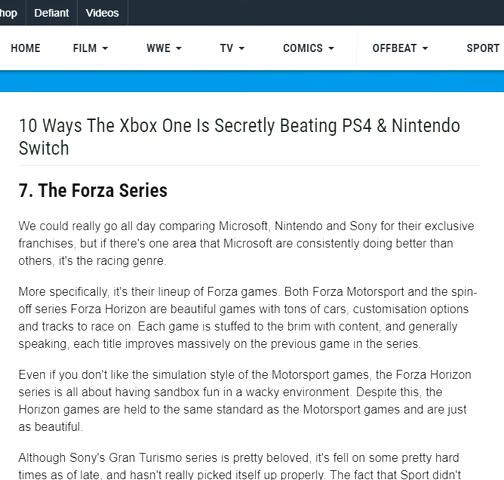 hop Defiant Videos
HOME FILM WWE TV COMICS OFFBEAT SPORT
10 Ways The Xbox One Is Secretly Beating PS4 & Nintendo
Switch
7. The Forza Series
We could really go all day comparing Microsoft, Nintendo and Sony for their exclusive
franchises, but if there's one area that Microsoft are consistently doing better than
others, it's the racing genre.
More specifically, it's their lineup of Forza games. Both Forza Motorsport and the spin-
off series Forza Horizon are beautiful games with tons of cars, customisation options
and tracks to race on. Each game is stuffed to the brim with content, and generally
speaking, each title improves massively on the previous game in the series.
Even if you don't like the simulation style of the Motorsport games, the Forza Horizon
series is all about having sandbox fun in a wacky environment. Despite this, the
Horizon games are held to the same standard as the Motorsport games and are just
as beautiful.
Although Sony's Gran Turismo series is pretty beloved, it's fell on some pretty hard
times as of late, and hasn't really picked itself up properly. The fact that Sport didn't